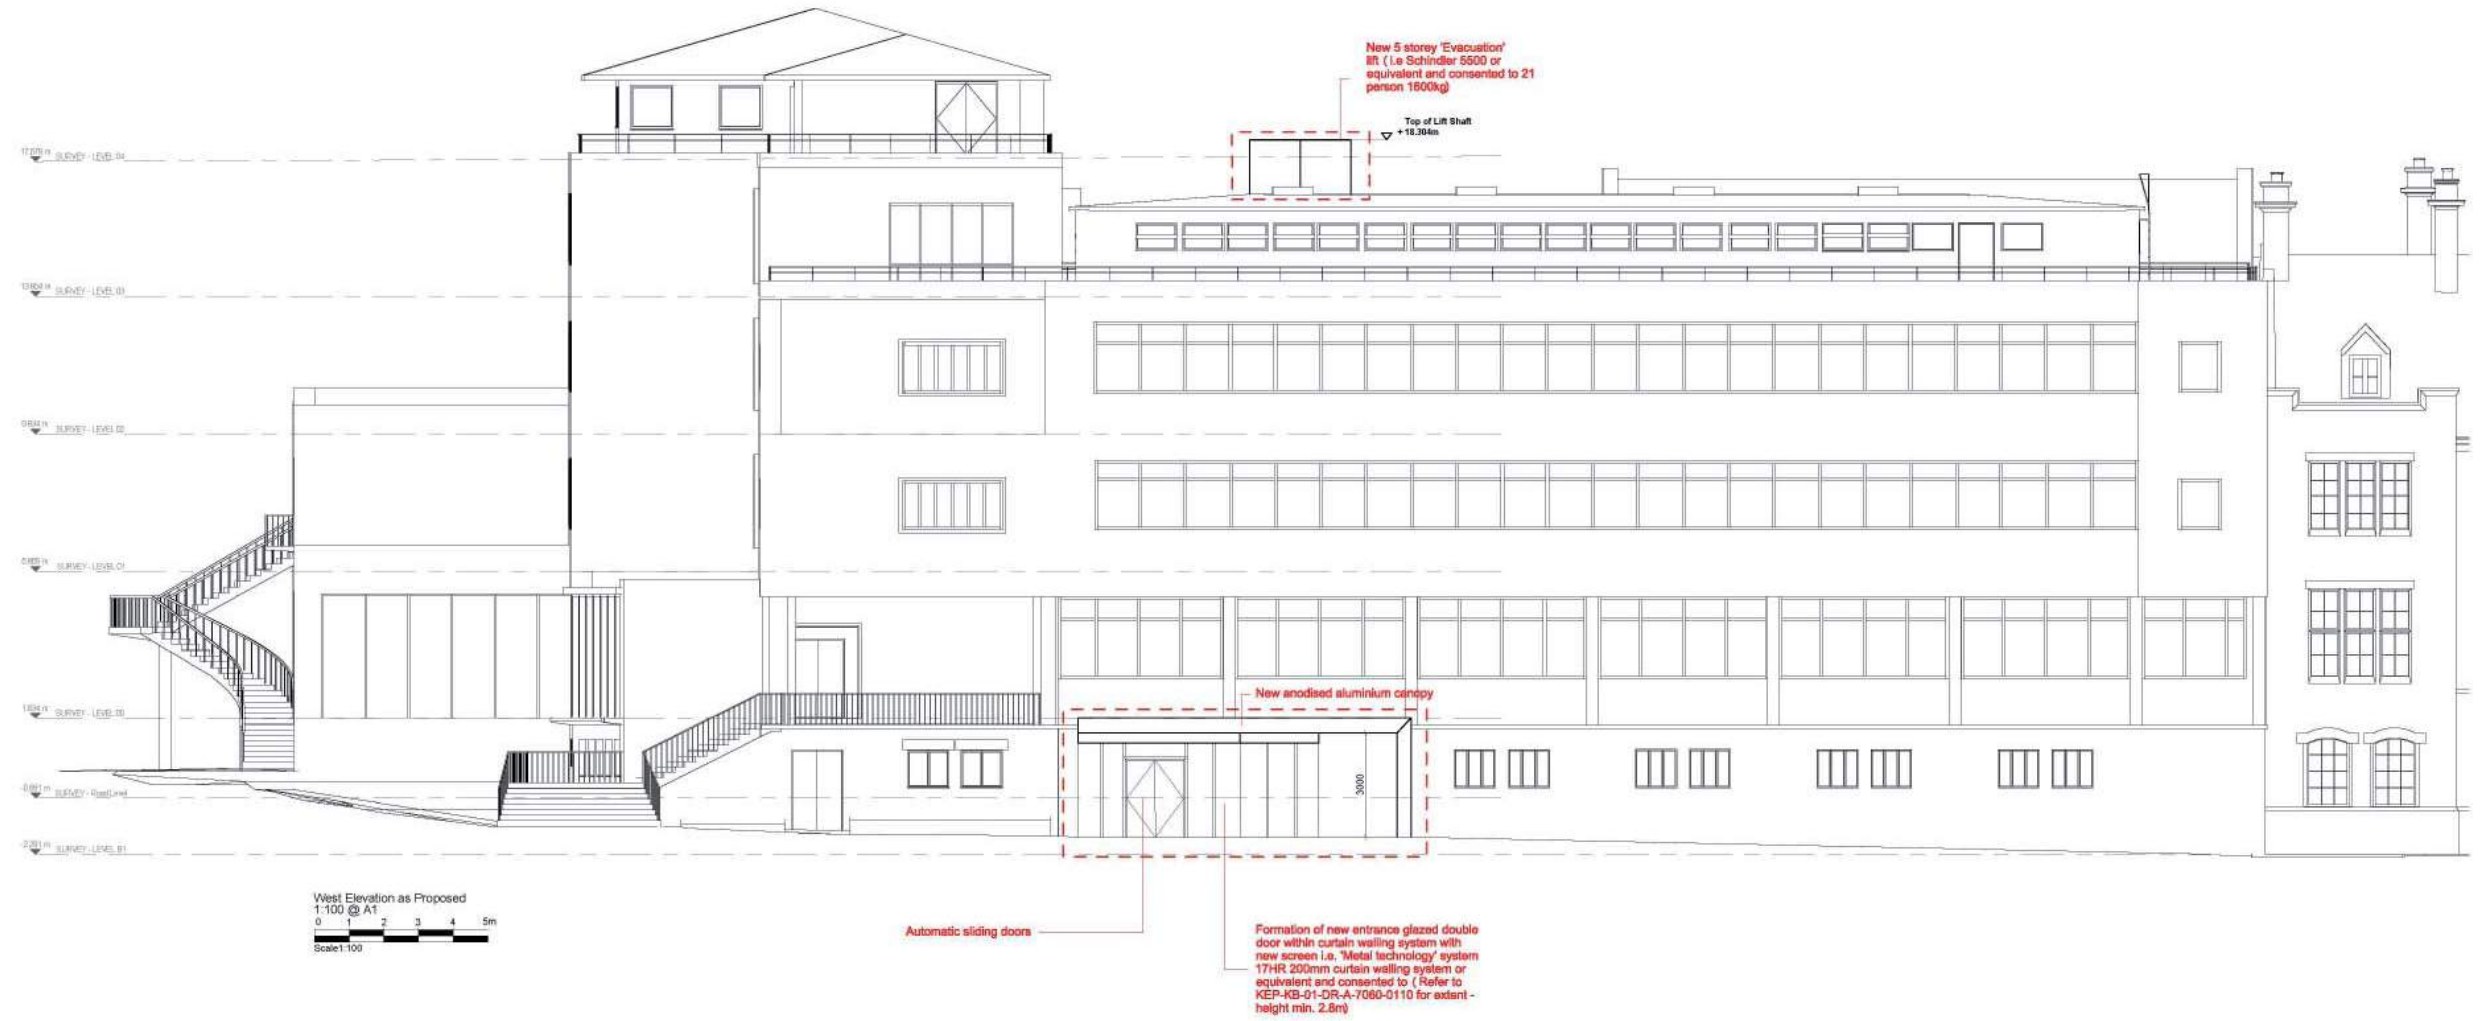 New 5 storey 'Evacuation'
lift ( i.e Schindler 5500 or
equivalent and consented to 21
person 1600kg)
Top of Lift Shaft
+ 18.304m
SURVEY - LEVEL 04
SURVEY - LEVEL 03
SURVEY - LEVEL 02
SURVEY - LEVEL 01
New anodised aluminium canopy
SURVEY - LEVEL 00
3000
SURVEY - Road Level
SURVEY - LEVEL B1
West Elevation as Proposed
1:100 @ A1
0 1 2 3 4 5m
Scale1:100
Automatic sliding doors
Formation of new entrance glazed double
door within curtain walling system with
new screen i.e. 'Metal technology' system
17HR 200mm curtain walling system or
equivalent and consented to ( Refer to
KEP-KB-01-DR-A-7060-0110 for extent -
height min. 2.8m)